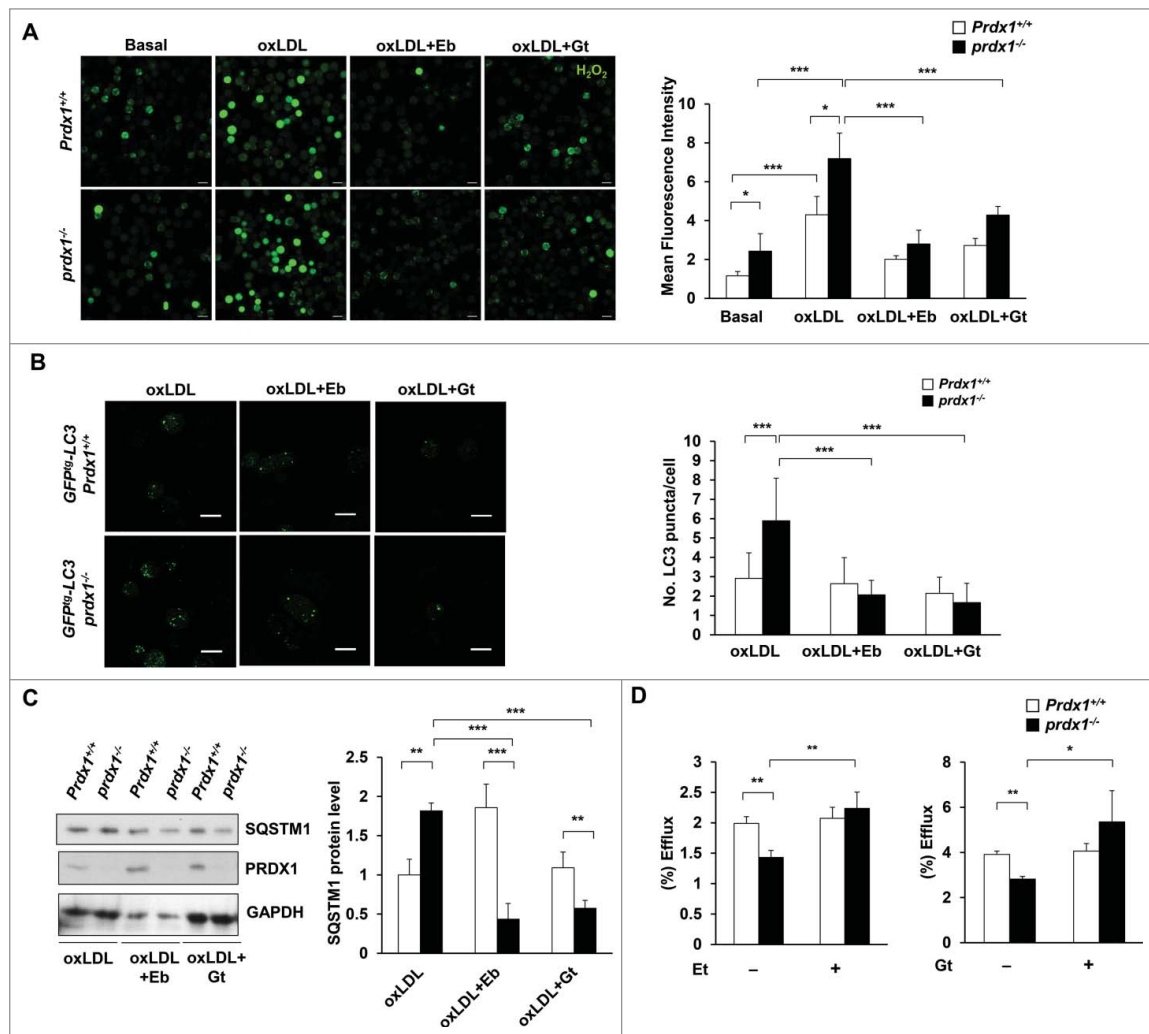 A
Basal
oxLDL
oxLDL+Eb
oxLDL+Gt
H2O2
Prdx1+/+
prdx1-/-
Prdx1+/+
prdx1-/-
Mean Fluorescence Intensity
10
8
6
4
2
0
***
***
*
***
***
*
Basal
oxLDL
oxLDL+Eb
oxLDL+Gt
B
oxLDL
oxLDL+Eb
oxLDL+Gt
GFPtg-LC3
Prdx1+/+
GFPtg-LC3
prdx1-/-
Prdx1+/+
prdx1-/-
No. LC3 puncta/cell
10
9
8
7
6
5
4
3
2
1
0
***
***
***
oxLDL
oxLDL+Eb
oxLDL+Gt
C
Prdx1+/+
prdx1-/-
Prdx1+/+
prdx1-/-
Prdx1+/+
prdx1-/-
SQSTM1
PRDX1
GAPDH
oxLDL
oxLDL
+Eb
oxLDL+
Gt
SQSTM1 protein level
2.5
2
1.5
1
0.5
0
***
***
**
***
**
oxLDL
oxLDL+Eb
oxLDL+Gt
D
Prdx1+/+
prdx1-/-
(%) Efflux
3
2.5
2
1.5
1
0.5
0
**
**
Et
–
+
(%) Efflux
8
6
4
2
0
*
**
Gt
–
+